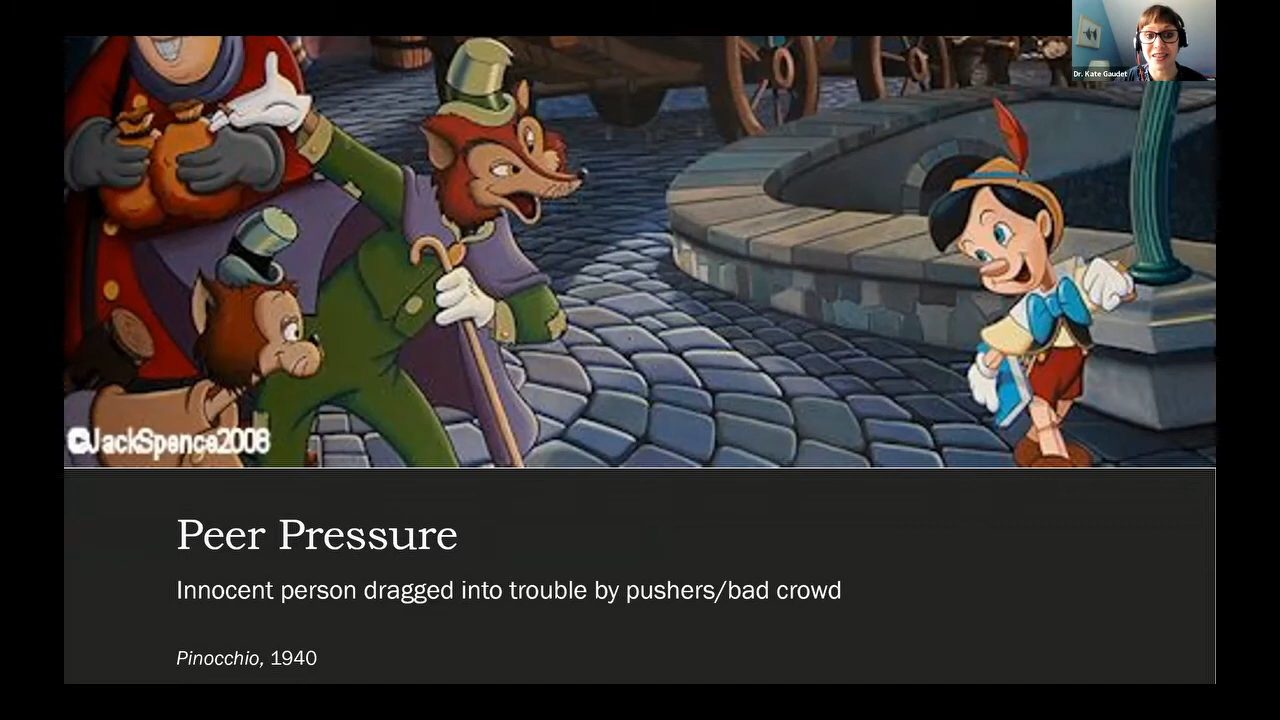 Dr. Kate Gaudet
©JackSpence2008
Peer Pressure
Innocent person dragged into trouble by pushers/bad crowd
Pinocchio, 1940